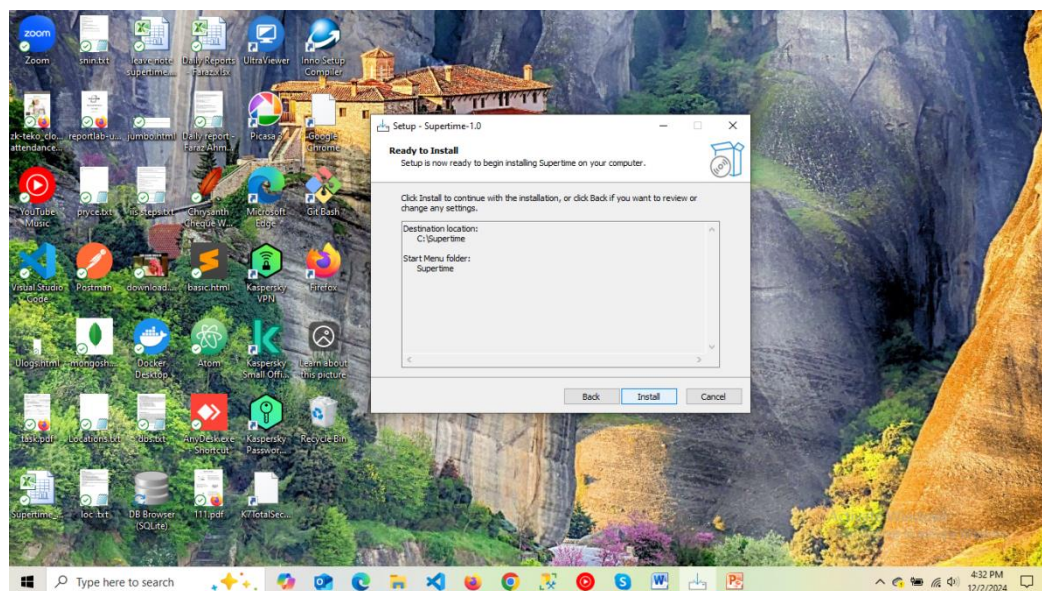 Zoom
snin.txt
leave note
supertime....
Daily Reports
- Faraz.xlsx
UltraViewer
Inno Setup
Compiler
zk-teko_clo...
attendance...
reportlab-u...
jumbo.html
Daily report -
Faraz Ahm...
Picasa 3
Google
Chrome
YouTube
Music
pryce.txt
iis steps.txt
Chrysanth
Cheque W...
Microsoft
Edge
Git Bash
Visual Studio
Code
Postman
download...
basic.html
Kaspersky
VPN
Firefox
Ulogs.html
mongosh...
Docker
Desktop
Atom
Kaspersky
Small Offi...
Learn about
this picture
task.pdf
Locations.txt
dbs.txt
AnyDesk.exe
- Shortcut
Kaspersky
Passwor...
Recycle Bin
Supertime_...
loc .txt
DB Browser
(SQLite)
111.pdf
K7TotalSec...
Setup - Supertime-1.0
Ready to Install
Setup is now ready to begin installing Supertime on your computer.
Click Install to continue with the installation, or click Back if you want to review or
change any settings.
Destination location:
C:\Supertime
Start Menu folder:
Supertime
Back
Install
Cancel
Type here to search
4:32 PM
12/2/2024